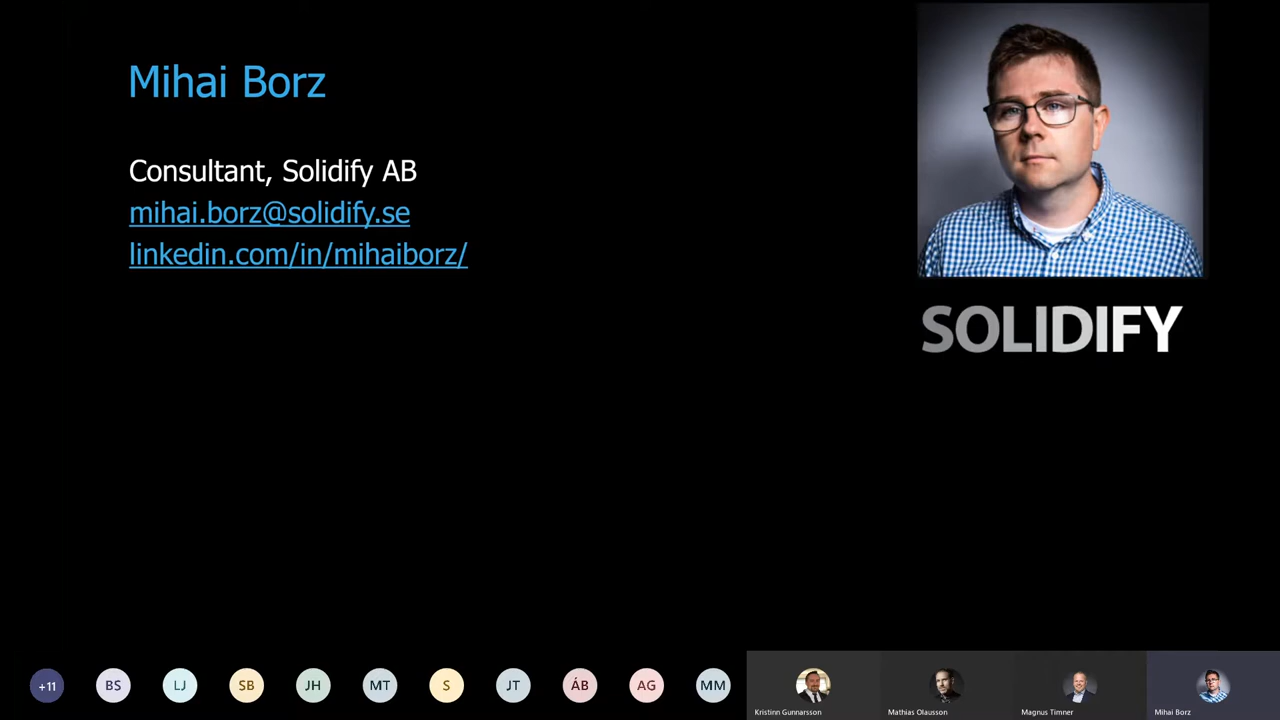 Mihai Borz
Consultant, Solidify AB
mihai.borz@solidify.se
linkedin.com/in/mihaiborz/
SOLIDIFY
+11
BS
LJ
SB
JH
MT
S
JT
ÁB
AG
MM
Kristinn Gunnarsson
Mathias Olausson
Magnus Timner
Mihai Borz